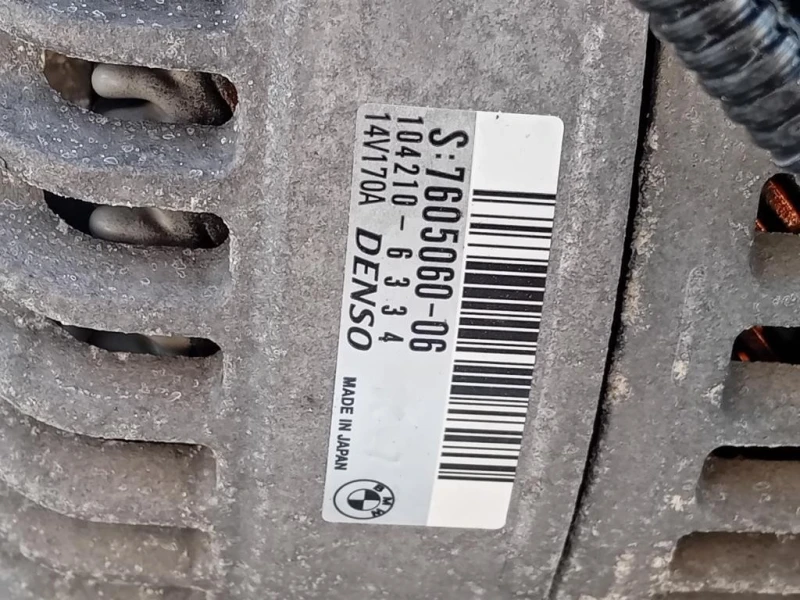 S:7605060-06
104210-6334
14V170A DENSO MADE IN JAPAN
BMW